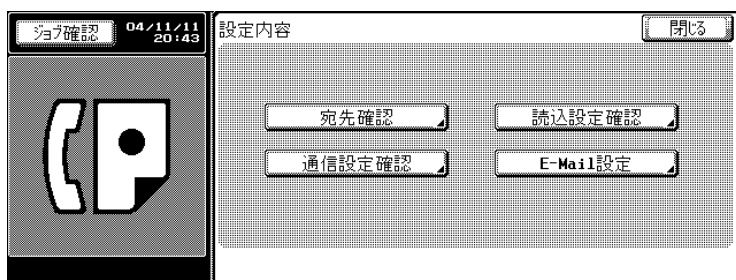 ジョブ確認
04/11/11
20:43
設定内容
閉じる
宛先確認
読込設定確認
通信設定確認
E-Mail設定